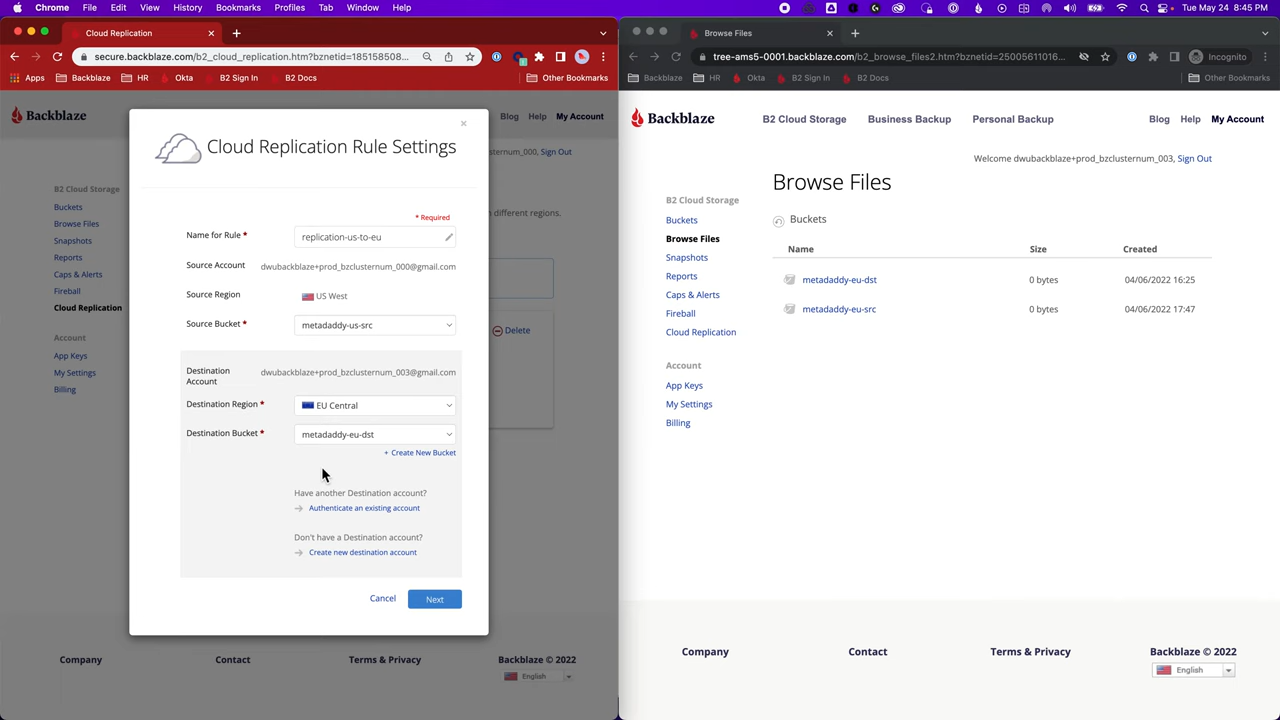 Chrome File Edit View History Bookmarks Profiles Tab Window Help
Tue May 24 8:45 PM
Cloud Replication
secure.backblaze.com/b2_cloud_replication.htm?bznetid=185158508...
Apps Backblaze HR Okta B2 Sign In B2 Docs Other Bookmarks
Backblaze
Blog Help My Account
Sign Out
B2 Cloud Storage
Buckets
Browse Files
Snapshots
Reports
Caps & Alerts
Fireball
Cloud Replication
Account
App Keys
My Settings
Billing
different regions.
Delete
×
Cloud Replication Rule Settings
* Required
Name for Rule * replication-us-to-eu
Source Account dwubackblaze+prod_bzclusternum_000@gmail.com
Source Region US West
Source Bucket * metadaddy-us-src
Destination
Account
dwubackblaze+prod_bzclusternum_003@gmail.com
Destination Region * EU Central
Destination Bucket * metadaddy-eu-dst
+ Create New Bucket
Have another Destination account?
Authenticate an existing account
Don't have a Destination account?
Create new destination account
Cancel Next
Company Contact Terms & Privacy Backblaze © 2022
English
Browse Files
tree-ams5-0001.backblaze.com/b2_browse_files2.htm?bznetid=25005611016...
Incognito
Backblaze HR Okta B2 Sign In B2 Docs Other Bookmarks
Backblaze B2 Cloud Storage Business Backup Personal Backup Blog Help My Account
Welcome dwubackblaze+prod_bzclusternum_003, Sign Out
B2 Cloud Storage
Buckets
Browse Files
Snapshots
Reports
Caps & Alerts
Fireball
Cloud Replication
Account
App Keys
My Settings
Billing
Browse Files
Buckets
Name Size Created
metadaddy-eu-dst 0 bytes 04/06/2022 16:25
metadaddy-eu-src 0 bytes 04/06/2022 17:47
Company Contact Terms & Privacy Backblaze © 2022
English